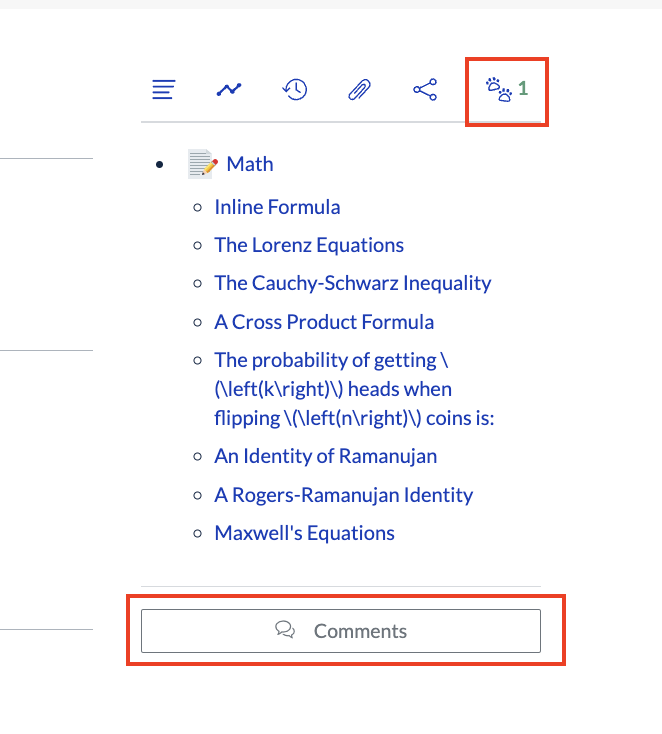 1
Math
Inline Formula
The Lorenz Equations
The Cauchy-Schwarz Inequality
A Cross Product Formula
The probability of getting \
(\left(k\right)\) heads when
flipping \(\left(n\right)\) coins is:
An Identity of Ramanujan
A Rogers-Ramanujan Identity
Maxwell's Equations
Comments